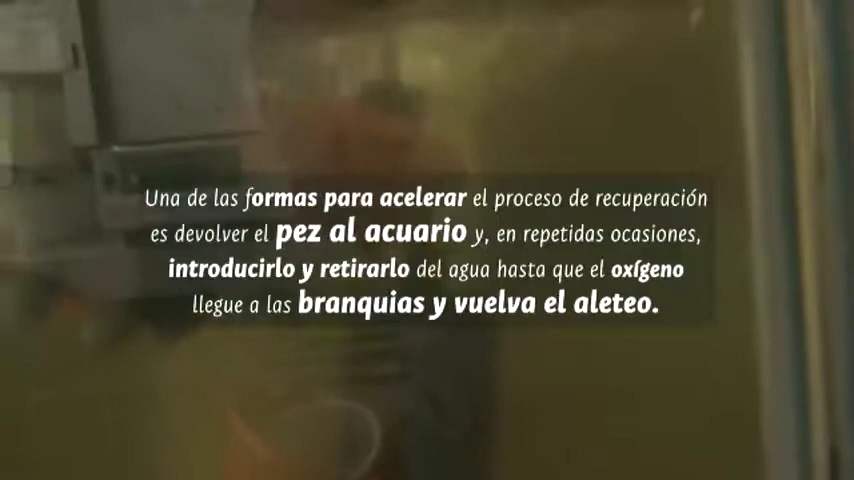 Una de las formas para acelerar el proceso de recuperación
es devolver el pez al acuario y, en repetidas ocasiones,
introducirlo y retirarlo del agua hasta que el oxígeno
llegue a las branquias y vuelva el aleteo.